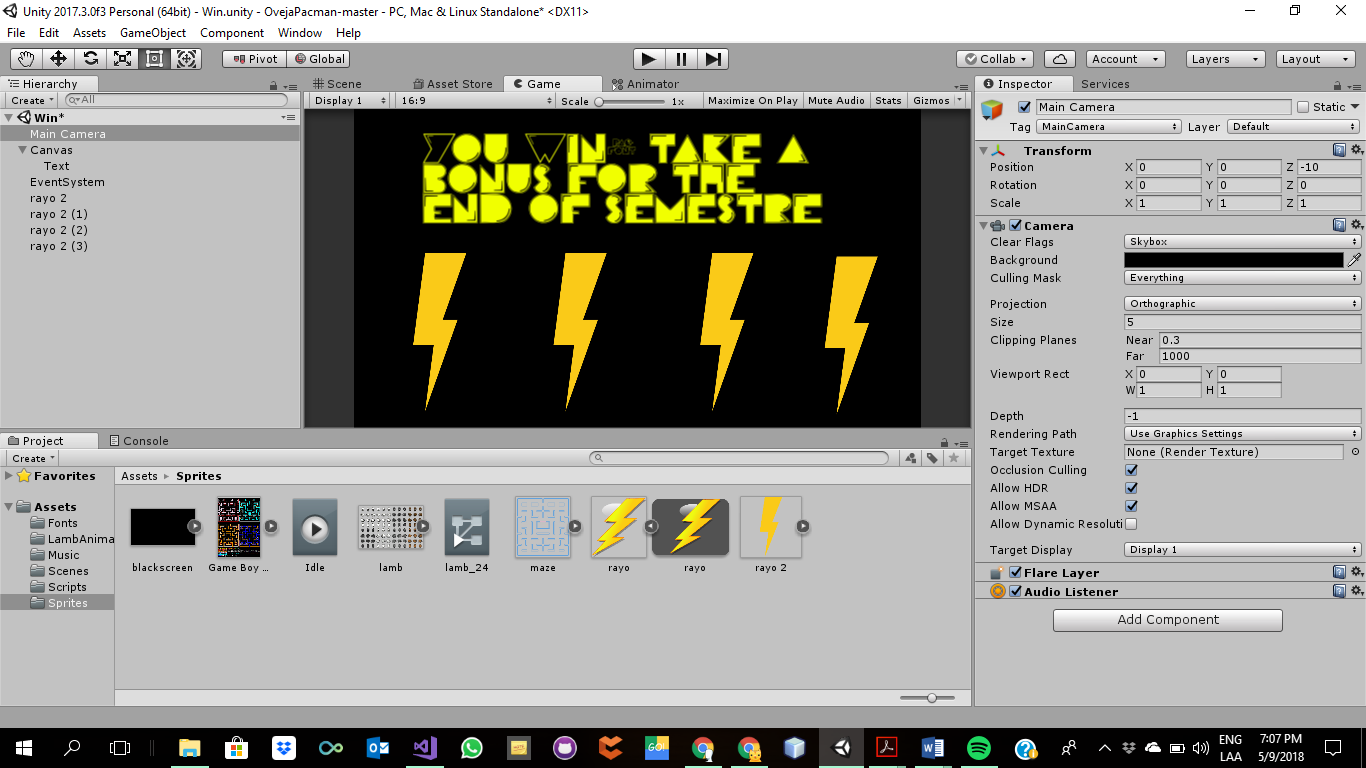 Unity 2017.3.0f3 Personal (64bit) - Win.unity - OvejaPacman-master - PC, Mac & Linux Standalone* <DX11>
File Edit Assets GameObject Component Window Help
Pivot Global Collab Account Layers Layout
Hierarchy
Create All
Win*
Main Camera
Canvas
Text
EventSystem
rayo 2
rayo 2 (1)
rayo 2 (2)
rayo 2 (3)
Scene Asset Store Game Animator
Display 1 16:9 Scale 1x Maximize On Play Mute Audio Stats Gizmos
You Win TAKE A
BONUS FOR THE
END OF SEMESTRE
Project Console
Create
Favorites
Assets
Fonts
LambAnima
Music
Scenes
Scripts
Sprites
Assets Sprites
blackscreen Game Boy ... Idle lamb lamb_24 maze rayo rayo rayo 2
Inspector Services
Main Camera Static
Tag MainCamera Layer Default
Transform
Position X 0 Y 0 Z -10
Rotation X 0 Y 0 Z 0
Scale X 1 Y 1 Z 1
Camera
Clear Flags Skybox
Background
Culling Mask Everything
Projection Orthographic
Size 5
Clipping Planes Near 0.3
Far 1000
Viewport Rect X 0 Y 0
W 1 H 1
Depth -1
Rendering Path Use Graphics Settings
Target Texture None (Render Texture)
Occlusion Culling
Allow HDR
Allow MSAA
Allow Dynamic Resoluti
Target Display Display 1
Flare Layer
Audio Listener
Add Component
GO!
ENG
LAA
7:07 PM
5/9/2018